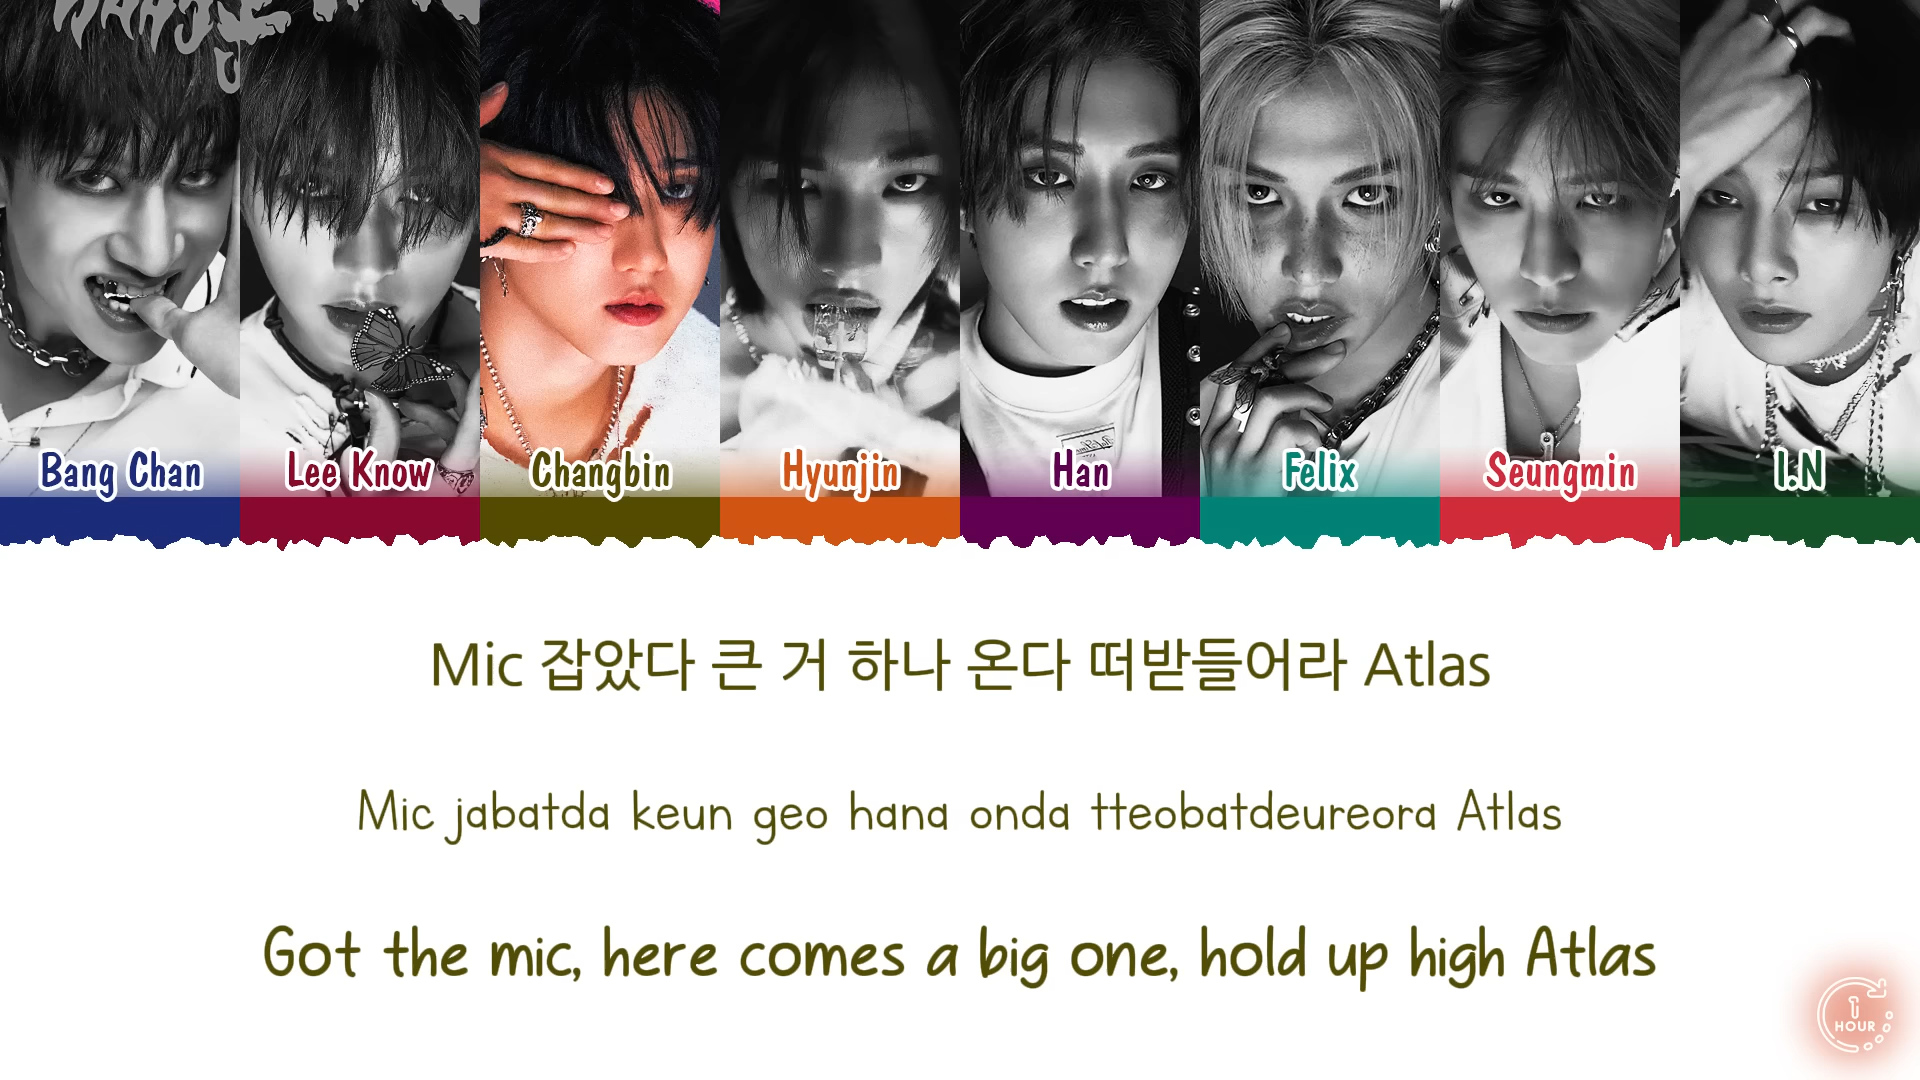 Bang Chan
Lee Know
Changbin
Hyunjin
Han
Felix
Seungmin
I.N
Mic 잡았다 큰 거 하나 온다 떠받들어라 Atlas
Mic jabatda keun geo hana onda tteobatdeureora Atlas
Got the mic, here comes a big one, hold up high Atlas
1
HOUR